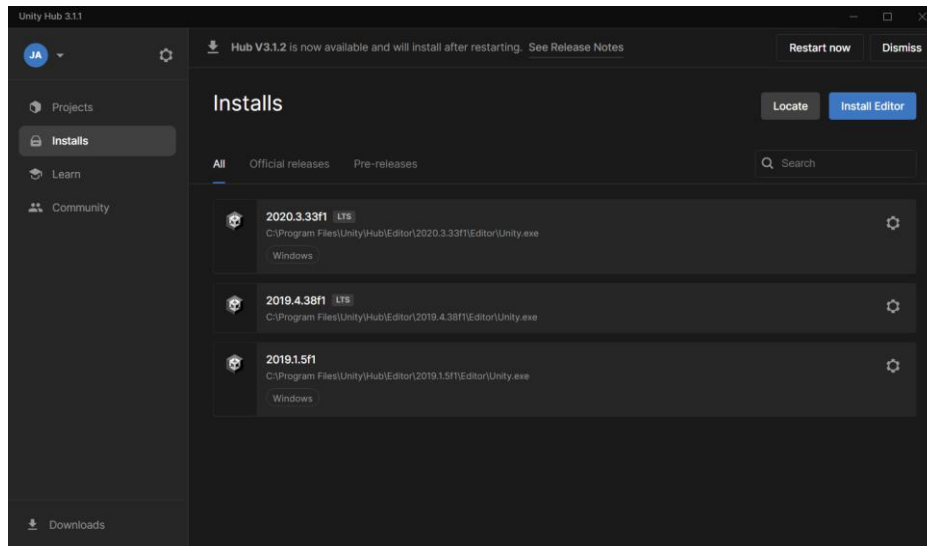 Unity Hub 3.1.1
JA
Hub V3.1.2 is now available and will install after restarting. See Release Notes
Restart now
Dismiss
Projects
Installs
Learn
Community
Downloads
Installs
Locate
Install Editor
All
Official releases
Pre-releases
Search
2020.3.33f1 LTS
C:\Program Files\Unity\Hub\Editor\2020.3.33f1\Editor\Unity.exe
Windows
2019.4.38f1 LTS
C:\Program Files\Unity\Hub\Editor\2019.4.38f1\Editor\Unity.exe
2019.1.5f1
C:\Program Files\Unity\Hub\Editor\2019.1.5f1\Editor\Unity.exe
Windows